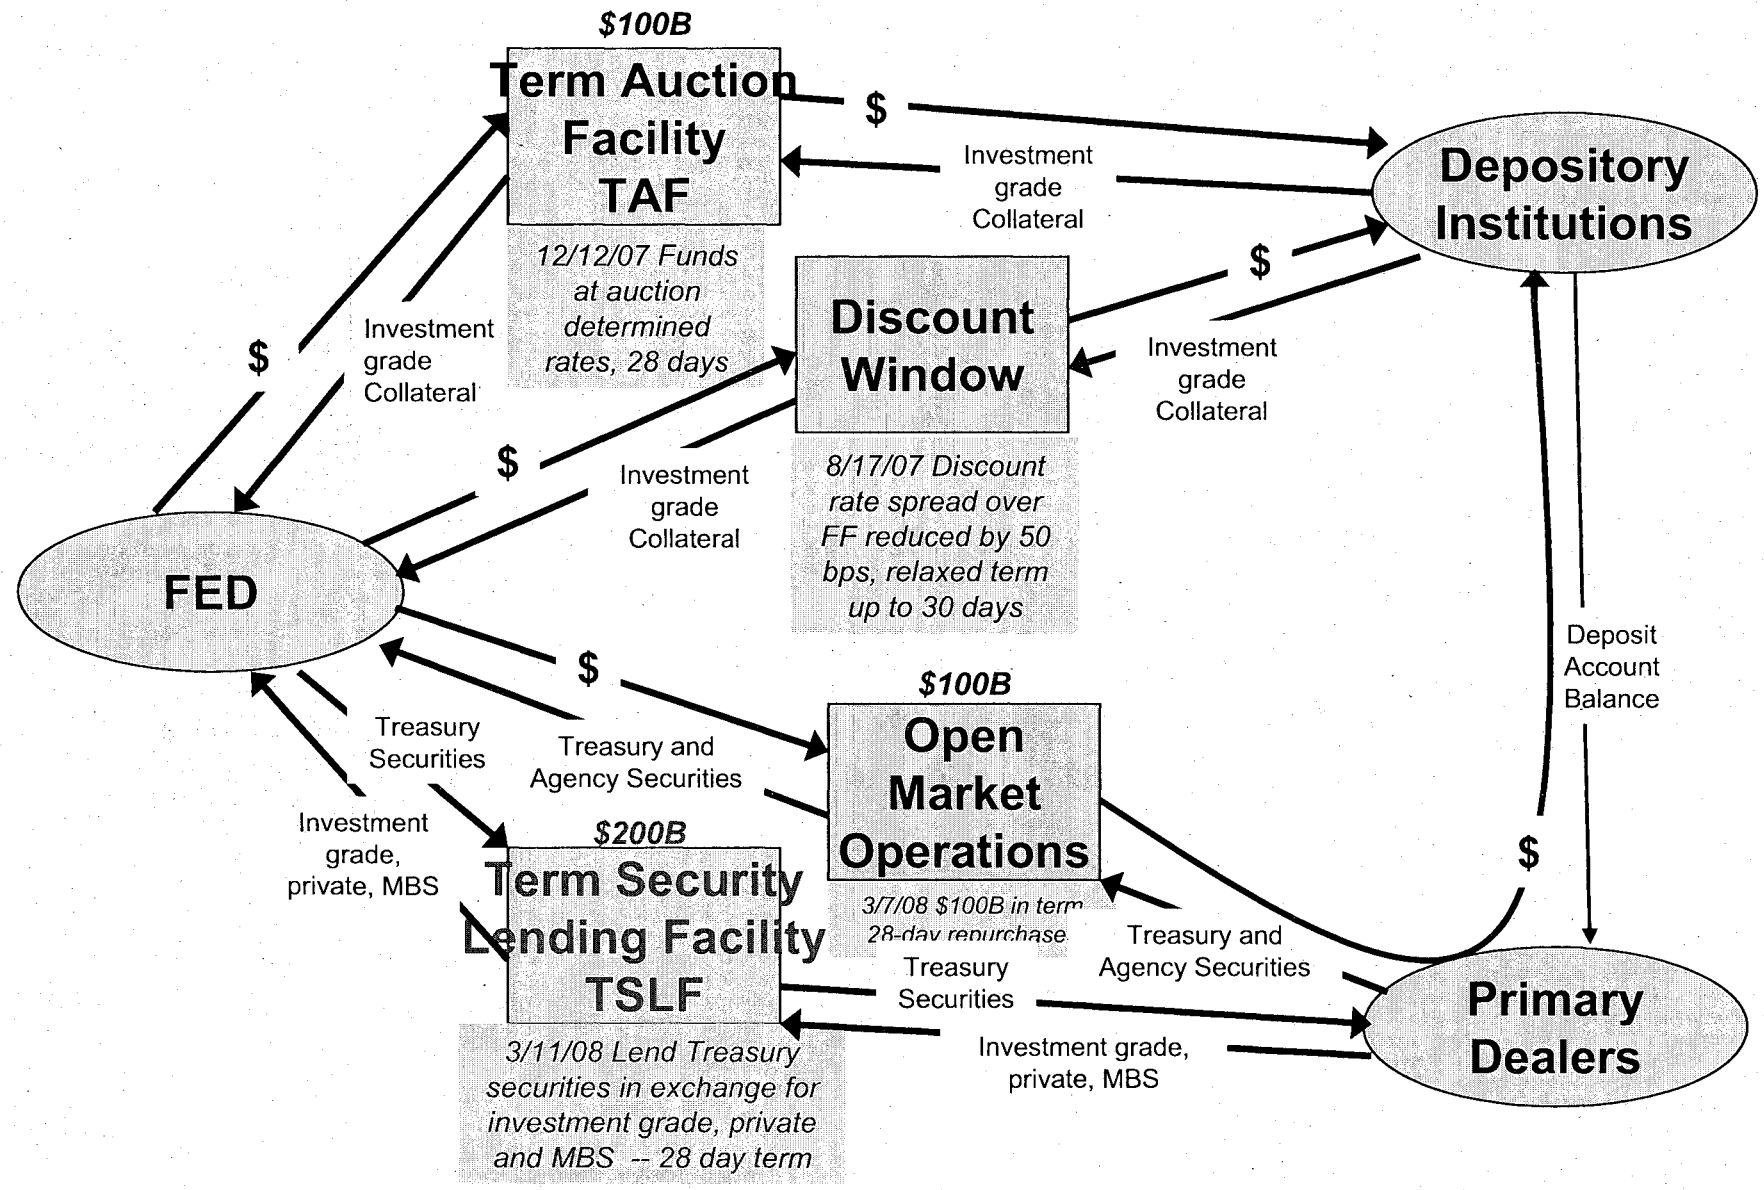 $100B
Term Auction
Facility
TAF
12/12/07 Funds
at auction
determined
rates, 28 days
$
Investment
grade
Collateral
Depository
Institutions
$
Investment
grade
Collateral
$
Investment
grade
Collateral
Discount
Window
8/17/07 Discount
rate spread over
FF reduced by 50
bps, relaxed term
up to 30 days
$
Investment
grade
Collateral
FED
$
Treasury and
Agency Securities
Treasury
Securities
Investment
grade,
private, MBS
$100B
Open
Market
Operations
3/7/08 $100B in term
28-day repurchase
Deposit
Account
Balance
$
$200B
Term Security
Lending Facility
TSLF
3/11/08 Lend Treasury
securities in exchange for
investment grade, private
and MBS -- 28 day term
Treasury
Securities
Treasury and
Agency Securities
Investment grade,
private, MBS
Primary
Dealers